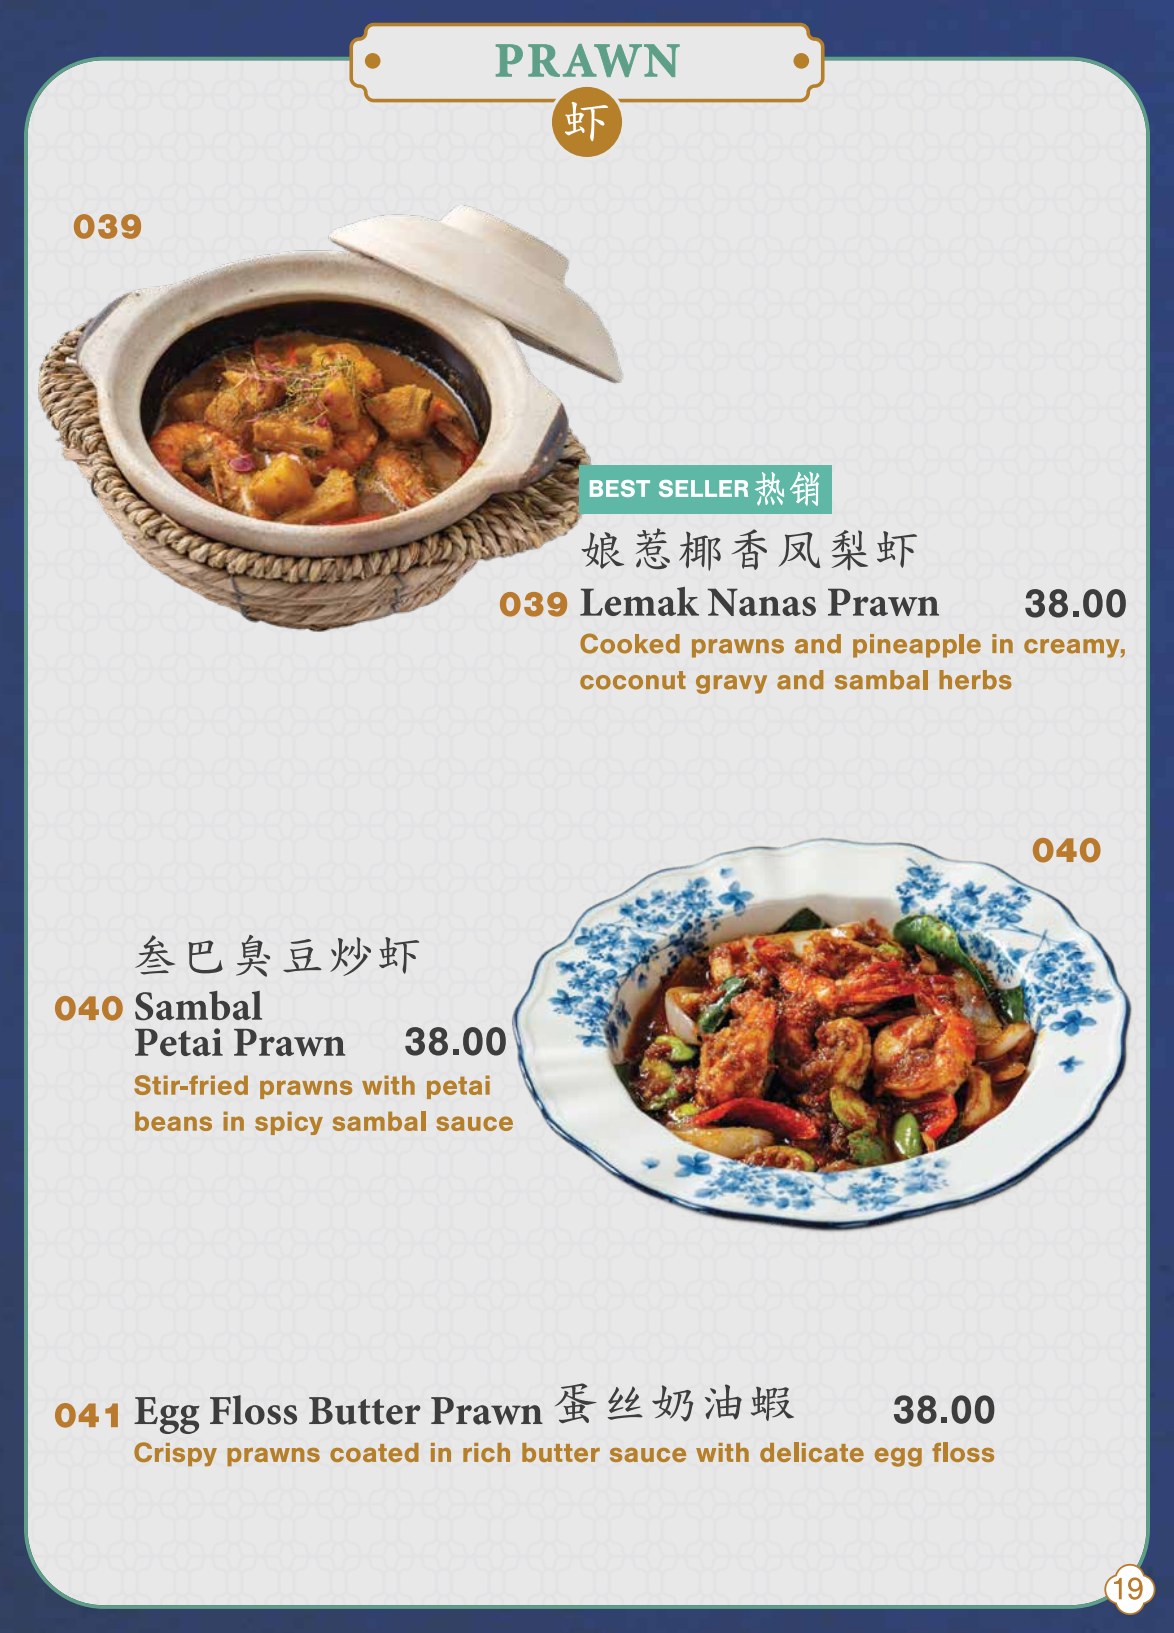 PRAWN
虾
039
BEST SELLER 热销
娘惹椰香凤梨虾
039 Lemak Nanas Prawn 38.00
Cooked prawns and pineapple in creamy,
coconut gravy and sambal herbs
040
叁巴臭豆炒虾
040 Sambal
Petai Prawn 38.00
Stir-fried prawns with petai
beans in spicy sambal sauce
041 Egg Floss Butter Prawn 蛋丝奶油蝦 38.00
Crispy prawns coated in rich butter sauce with delicate egg floss
19